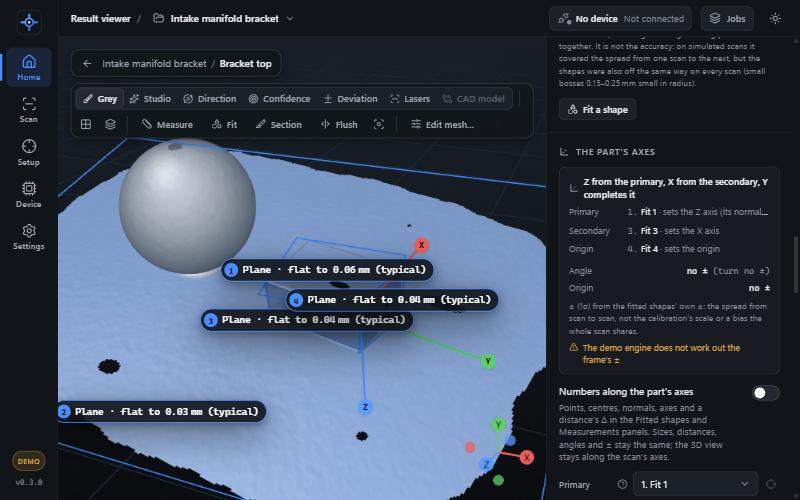 Result viewer /
Intake manifold bracket
No device Not connected
Jobs
Home
Scan
Setup
Device
Settings
DEMO
v0.3.0
Intake manifold bracket / Bracket top
Grey
Studio
Direction
Confidence
Deviation
Lasers
CAD model
Measure
Fit
Section
Flush
Edit mesh...
1 Plane · flat to 0.06 mm (typical)
4 Plane · flat to 0.04 mm (typical)
3 Plane · flat to 0.04 mm (typical)
2 Plane · flat to 0.03 mm (typical)
X
Y
Z
Y
X
Z
together. It is not the accuracy: on simulated scans it
covered the spread from one scan to the next, but the
shapes were also off the same way on every scan (small
bosses 0.15–0.25 mm small in radius).
Fit a shape
THE PART'S AXES
Z from the primary, X from the secondary, Y
completes it
Primary 1. Fit 1 · sets the Z axis (its normal...
Secondary 3. Fit 3 · sets the X axis
Origin 4. Fit 4 · sets the origin
Angle no ± (turn no ±)
Origin no ±
± (1σ) from the fitted shapes' own ±: the spread from
scan to scan, not the calibration's scale or a bias the
whole scan shares.
The demo engine does not work out the
frame's ±
Numbers along the part's axes
Points, centres, normals, axes and a
distance's Δ in the Fitted shapes and
Measurements panels. Sizes, distances,
angles and ± stay the same; the 3D view
stays along the scan's axes.
Primary
1. Fit 1